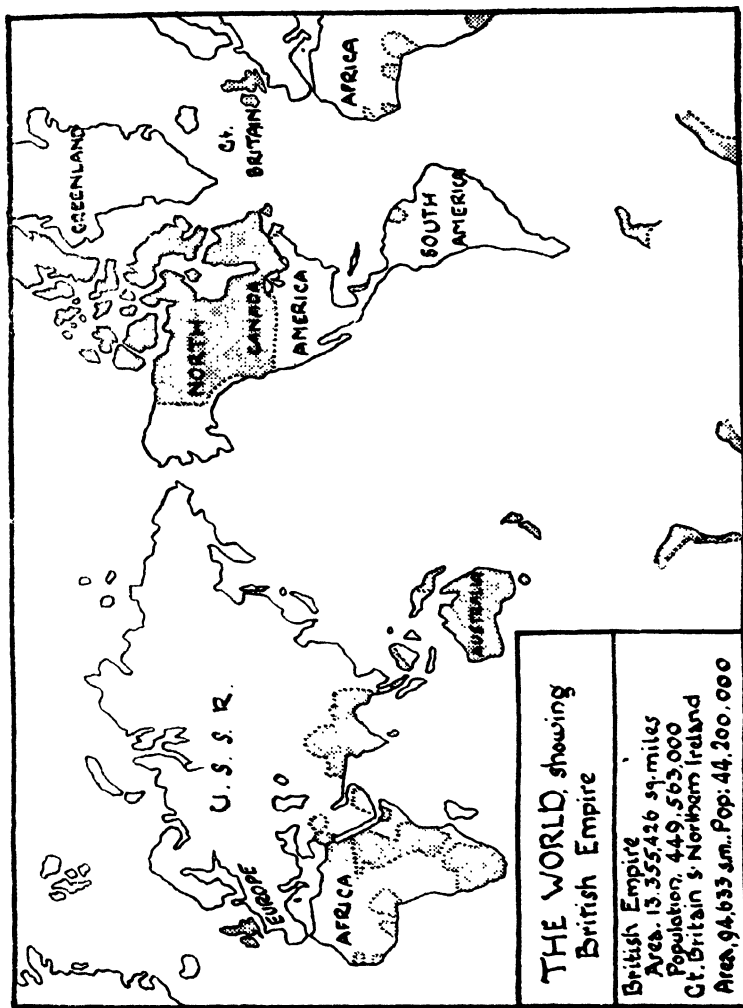 GREENLAND
Gt.
BRITAIN
AFRICA
NORTH
CANADA
AMERICA
SOUTH
AMERICA
U.S.S.R.
EUROPE
AFRICA
AUSTRALIA
THE WORLD, showing
British Empire
British Empire
Area. 13.355,426 sq. miles
Population, 449,563,000
Gt. Britain & Northern Ireland
Area, 94,633 s.m.. Pop: 44,200,000